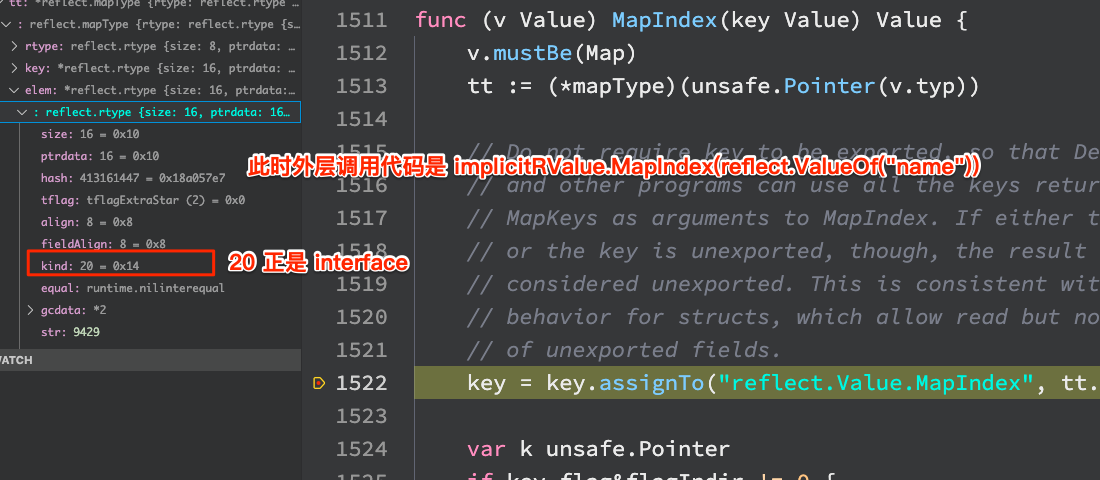 tt: *reflect.mapType {rtype: reflect.rtype …
: reflect.mapType {rtype: reflect.rtype {s…
rtype: reflect.rtype {size: 8, ptrdata: …
key: *reflect.rtype {size: 16, ptrdata: …
elem: *reflect.rtype {size: 16, ptrdata:…
: reflect.rtype {size: 16, ptrdata: 16…
size: 16 = 0x10
ptrdata: 16 = 0x10
hash: 413161447 = 0x18a057e7
tflag: tflagExtraStar (2) = 0x0
align: 8 = 0x8
fieldAlign: 8 = 0x8
kind: 20 = 0x14
equal: runtime.nilinterequal
gcdata: *2
str: 9429
WATCH
此时外层调用代码是 implicitRValue.MapIndex(reflect.ValueOf("name"))
20 正是 interface
1511 func (v Value) MapIndex(key Value) Value {
1512 v.mustBe(Map)
1513 tt := (*mapType)(unsafe.Pointer(v.typ))
1514
1515 // Do not require key to be exported, so that De
1516 // and other programs can use all the keys retur
1517 // MapKeys as arguments to MapIndex. If either t
1518 // or the key is unexported, though, the result
1519 // considered unexported. This is consistent wit
1520 // behavior for structs, which allow read but no
1521 // of unexported fields.
1522 key = key.assignTo("reflect.Value.MapIndex", tt.
1523
1524 var k unsafe.Pointer
1525 if key.flag&flagIndir != 0 {